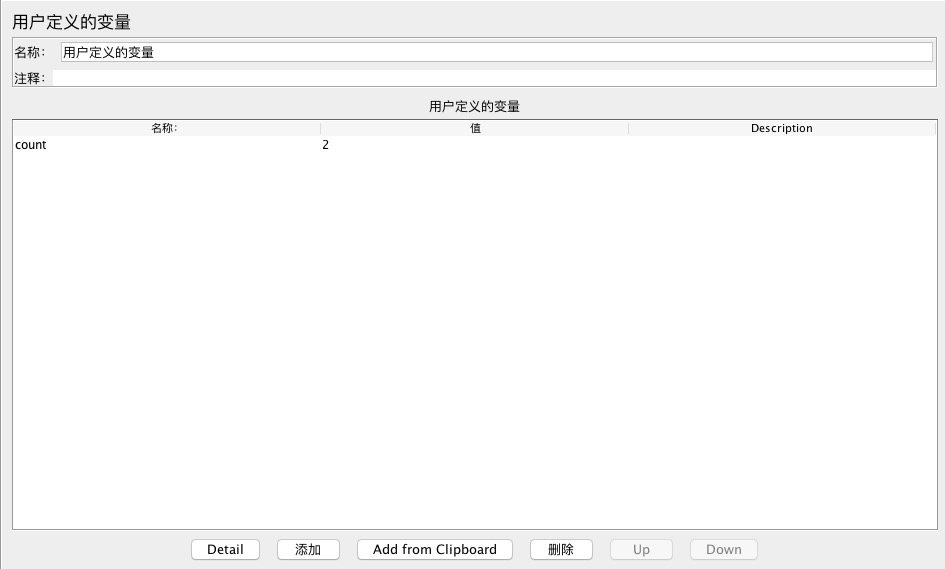 用户定义的变量
名称： 用户定义的变量
注释：
用户定义的变量
名称: 值 Description
count 2
Detail 添加 Add from Clipboard 删除 Up Down